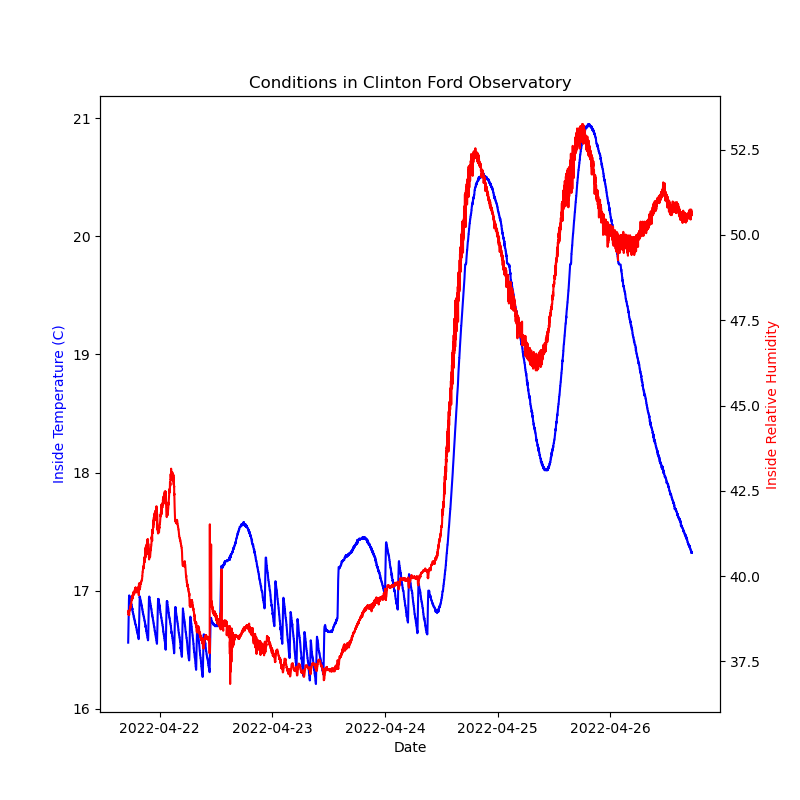 Conditions in Clinton Ford Observatory
21
20
19
18
17
16
Inside Temperature (C)
52.5
50.0
47.5
45.0
42.5
40.0
37.5
Inside Relative Humidity
2022-04-22 2022-04-23 2022-04-24 2022-04-25 2022-04-26
Date